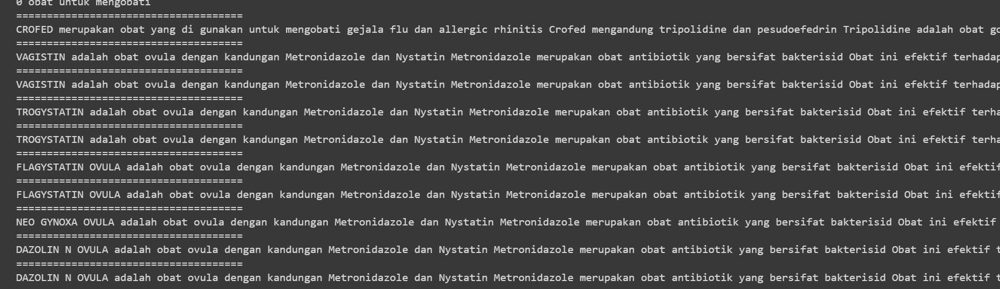 0 obat untuk mengobati
=====================================
CROFED merupakan obat yang di gunakan untuk mengobati gejala flu dan allergic rhinitis Crofed mengandung tripolidine dan pesudoefedrin Tripolidine adalah obat go
=====================================
VAGISTIN adalah obat ovula dengan kandungan Metronidazole dan Nystatin Metronidazole merupakan obat antibiotik yang bersifat bakterisid Obat ini efektif terhadap
=====================================
VAGISTIN adalah obat ovula dengan kandungan Metronidazole dan Nystatin Metronidazole merupakan obat antibiotik yang bersifat bakterisid Obat ini efektif terhadap
=====================================
TROGYSTATIN adalah obat ovula dengan kandungan Metronidazole dan Nystatin Metronidazole merupakan obat antibiotik yang bersifat bakterisid Obat ini efektif terha
=====================================
TROGYSTATIN adalah obat ovula dengan kandungan Metronidazole dan Nystatin Metronidazole merupakan obat antibiotik yang bersifat bakterisid Obat ini efektif terha
=====================================
FLAGYSTATIN OVULA adalah obat ovula dengan kandungan Metronidazole dan Nystatin Metronidazole merupakan obat antibiotik yang bersifat bakterisid Obat ini efektif
=====================================
FLAGYSTATIN OVULA adalah obat ovula dengan kandungan Metronidazole dan Nystatin Metronidazole merupakan obat antibiotik yang bersifat bakterisid Obat ini efektif
=====================================
NEO GYNOXA OVULA adalah obat ovula dengan kandungan Metronidazole dan Nystatin Metronidazole merupakan obat antibiotik yang bersifat bakterisid Obat ini efektif
=====================================
DAZOLIN N OVULA adalah obat ovula dengan kandungan Metronidazole dan Nystatin Metronidazole merupakan obat antibiotik yang bersifat bakterisid Obat ini efektif t
=====================================
DAZOLIN N OVULA adalah obat ovula dengan kandungan Metronidazole dan Nystatin Metronidazole merupakan obat antibiotik yang bersifat bakterisid Obat ini efektif t